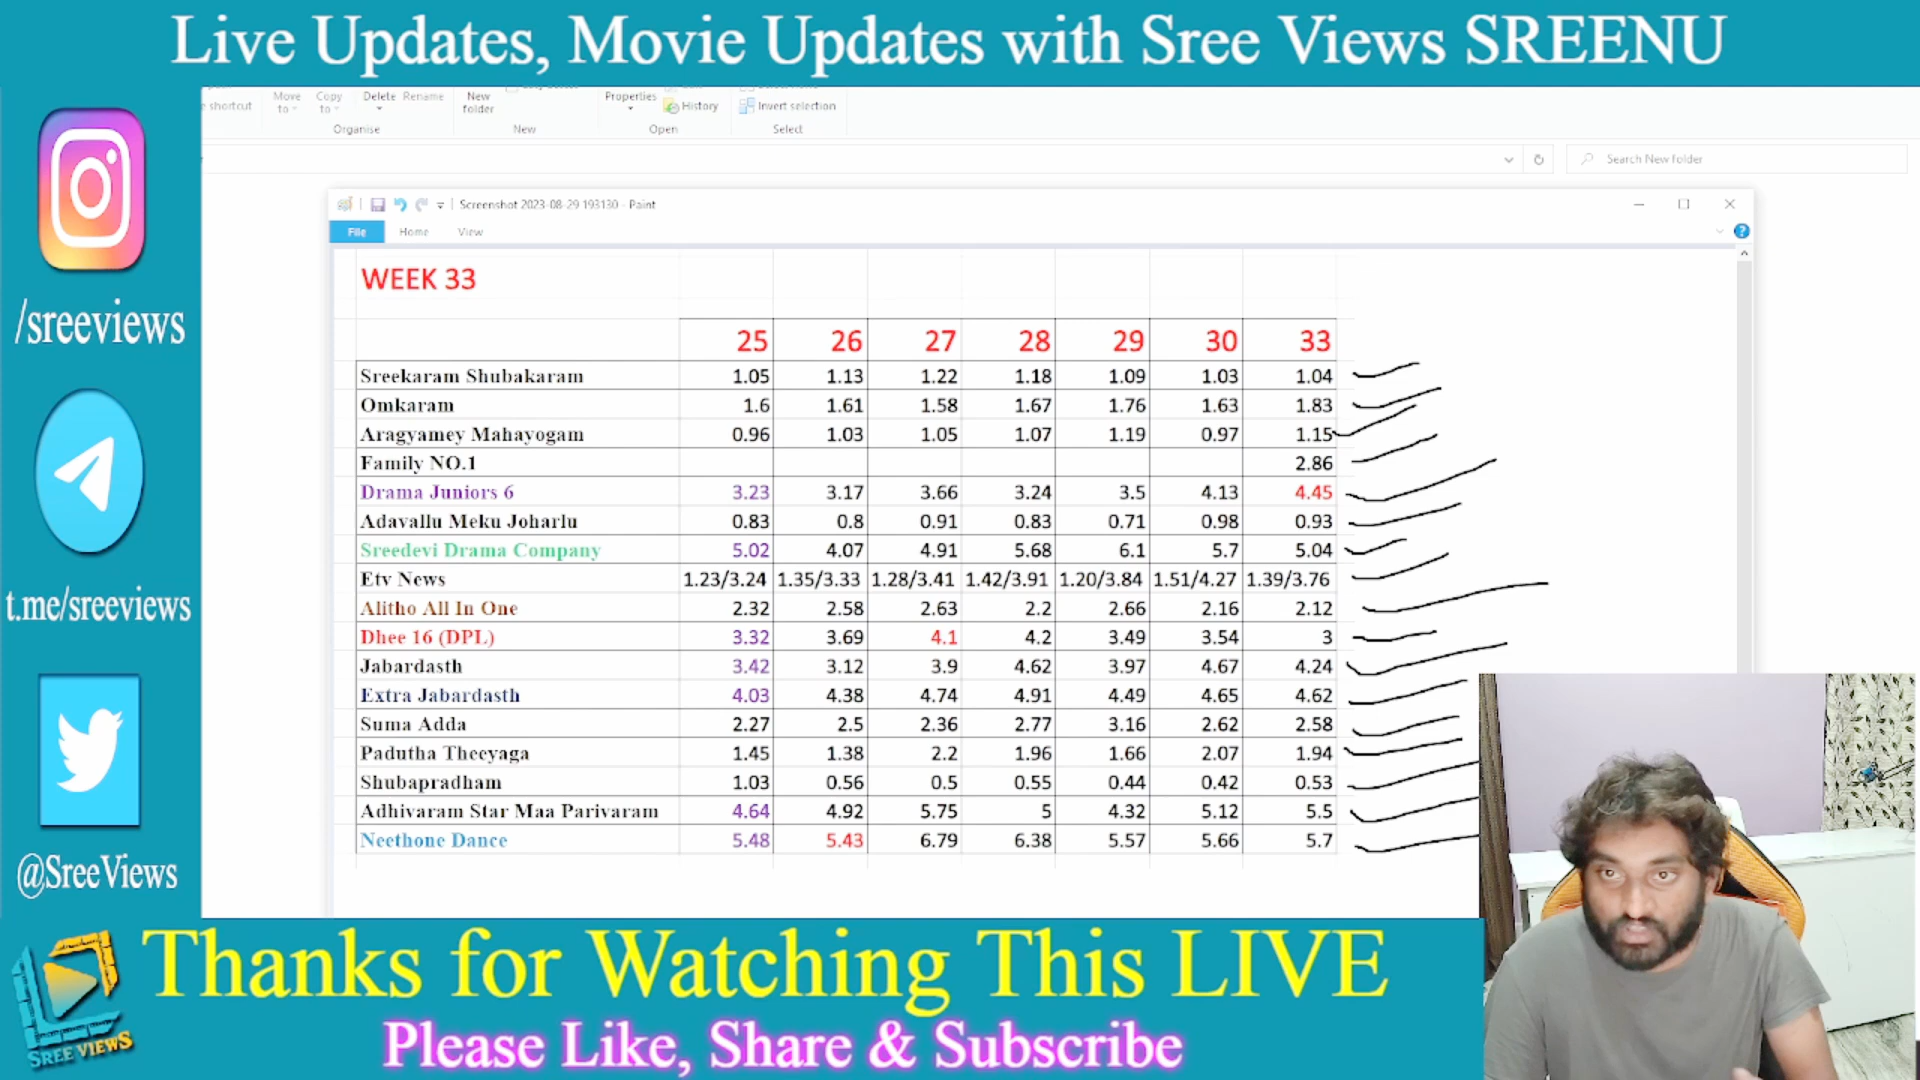 Live Updates, Movie Updates with Sree Views SREENU
e shortcut
Move to
Copy to
Delete
Rename
New folder
Properties
History
Invert selection
Organise
New
Open
Select
Search New folder
Screenshot 2023-08-29 193130 - Paint
File Home View
WEEK 33
25 26 27 28 29 30 33
Sreekaram Shubakaram 1.05 1.13 1.22 1.18 1.09 1.03 1.04
Omkaram 1.6 1.61 1.58 1.67 1.76 1.63 1.83
Aragyamey Mahayogam 0.96 1.03 1.05 1.07 1.19 0.97 1.15
Family NO.1 2.86
Drama Juniors 6 3.23 3.17 3.66 3.24 3.5 4.13 4.45
Adavallu Meku Joharlu 0.83 0.8 0.91 0.83 0.71 0.98 0.93
Sreedevi Drama Company 5.02 4.07 4.91 5.68 6.1 5.7 5.04
Etv News 1.23/3.24 1.35/3.33 1.28/3.41 1.42/3.91 1.20/3.84 1.51/4.27 1.39/3.76
Alitho All In One 2.32 2.58 2.63 2.2 2.66 2.16 2.12
Dhee 16 (DPL) 3.32 3.69 4.1 4.2 3.49 3.54 3
Jabardasth 3.42 3.12 3.9 4.62 3.97 4.67 4.24
Extra Jabardasth 4.03 4.38 4.74 4.91 4.49 4.65 4.62
Suma Adda 2.27 2.5 2.36 2.77 3.16 2.62 2.58
Padutha Theeyaga 1.45 1.38 2.2 1.96 1.66 2.07 1.94
Shubapradham 1.03 0.56 0.5 0.55 0.44 0.42 0.53
Adhivaram Star Maa Parivaram 4.64 4.92 5.75 5 4.32 5.12 5.5
Neethone Dance 5.48 5.43 6.79 6.38 5.57 5.66 5.7
/sreeviews
t.me/sreeviews
@SreeViews
SREE VIEWS
Thanks for Watching This LIVE
Please Like, Share & Subscribe